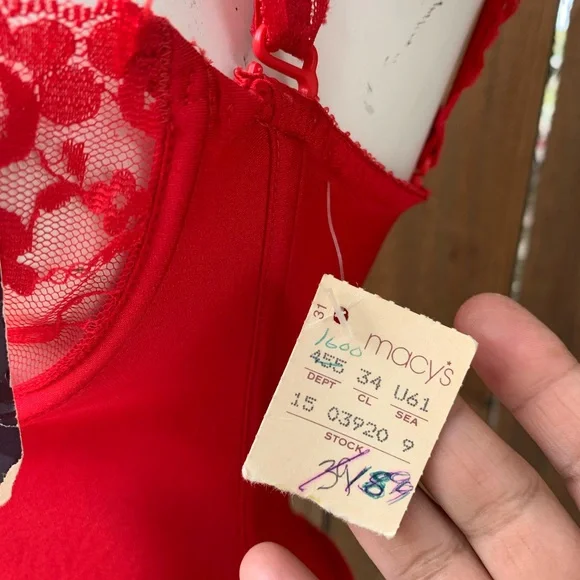 31
macy*s
1600
455 34 U61
DEPT CL SEA
15 03920 9
STOCK